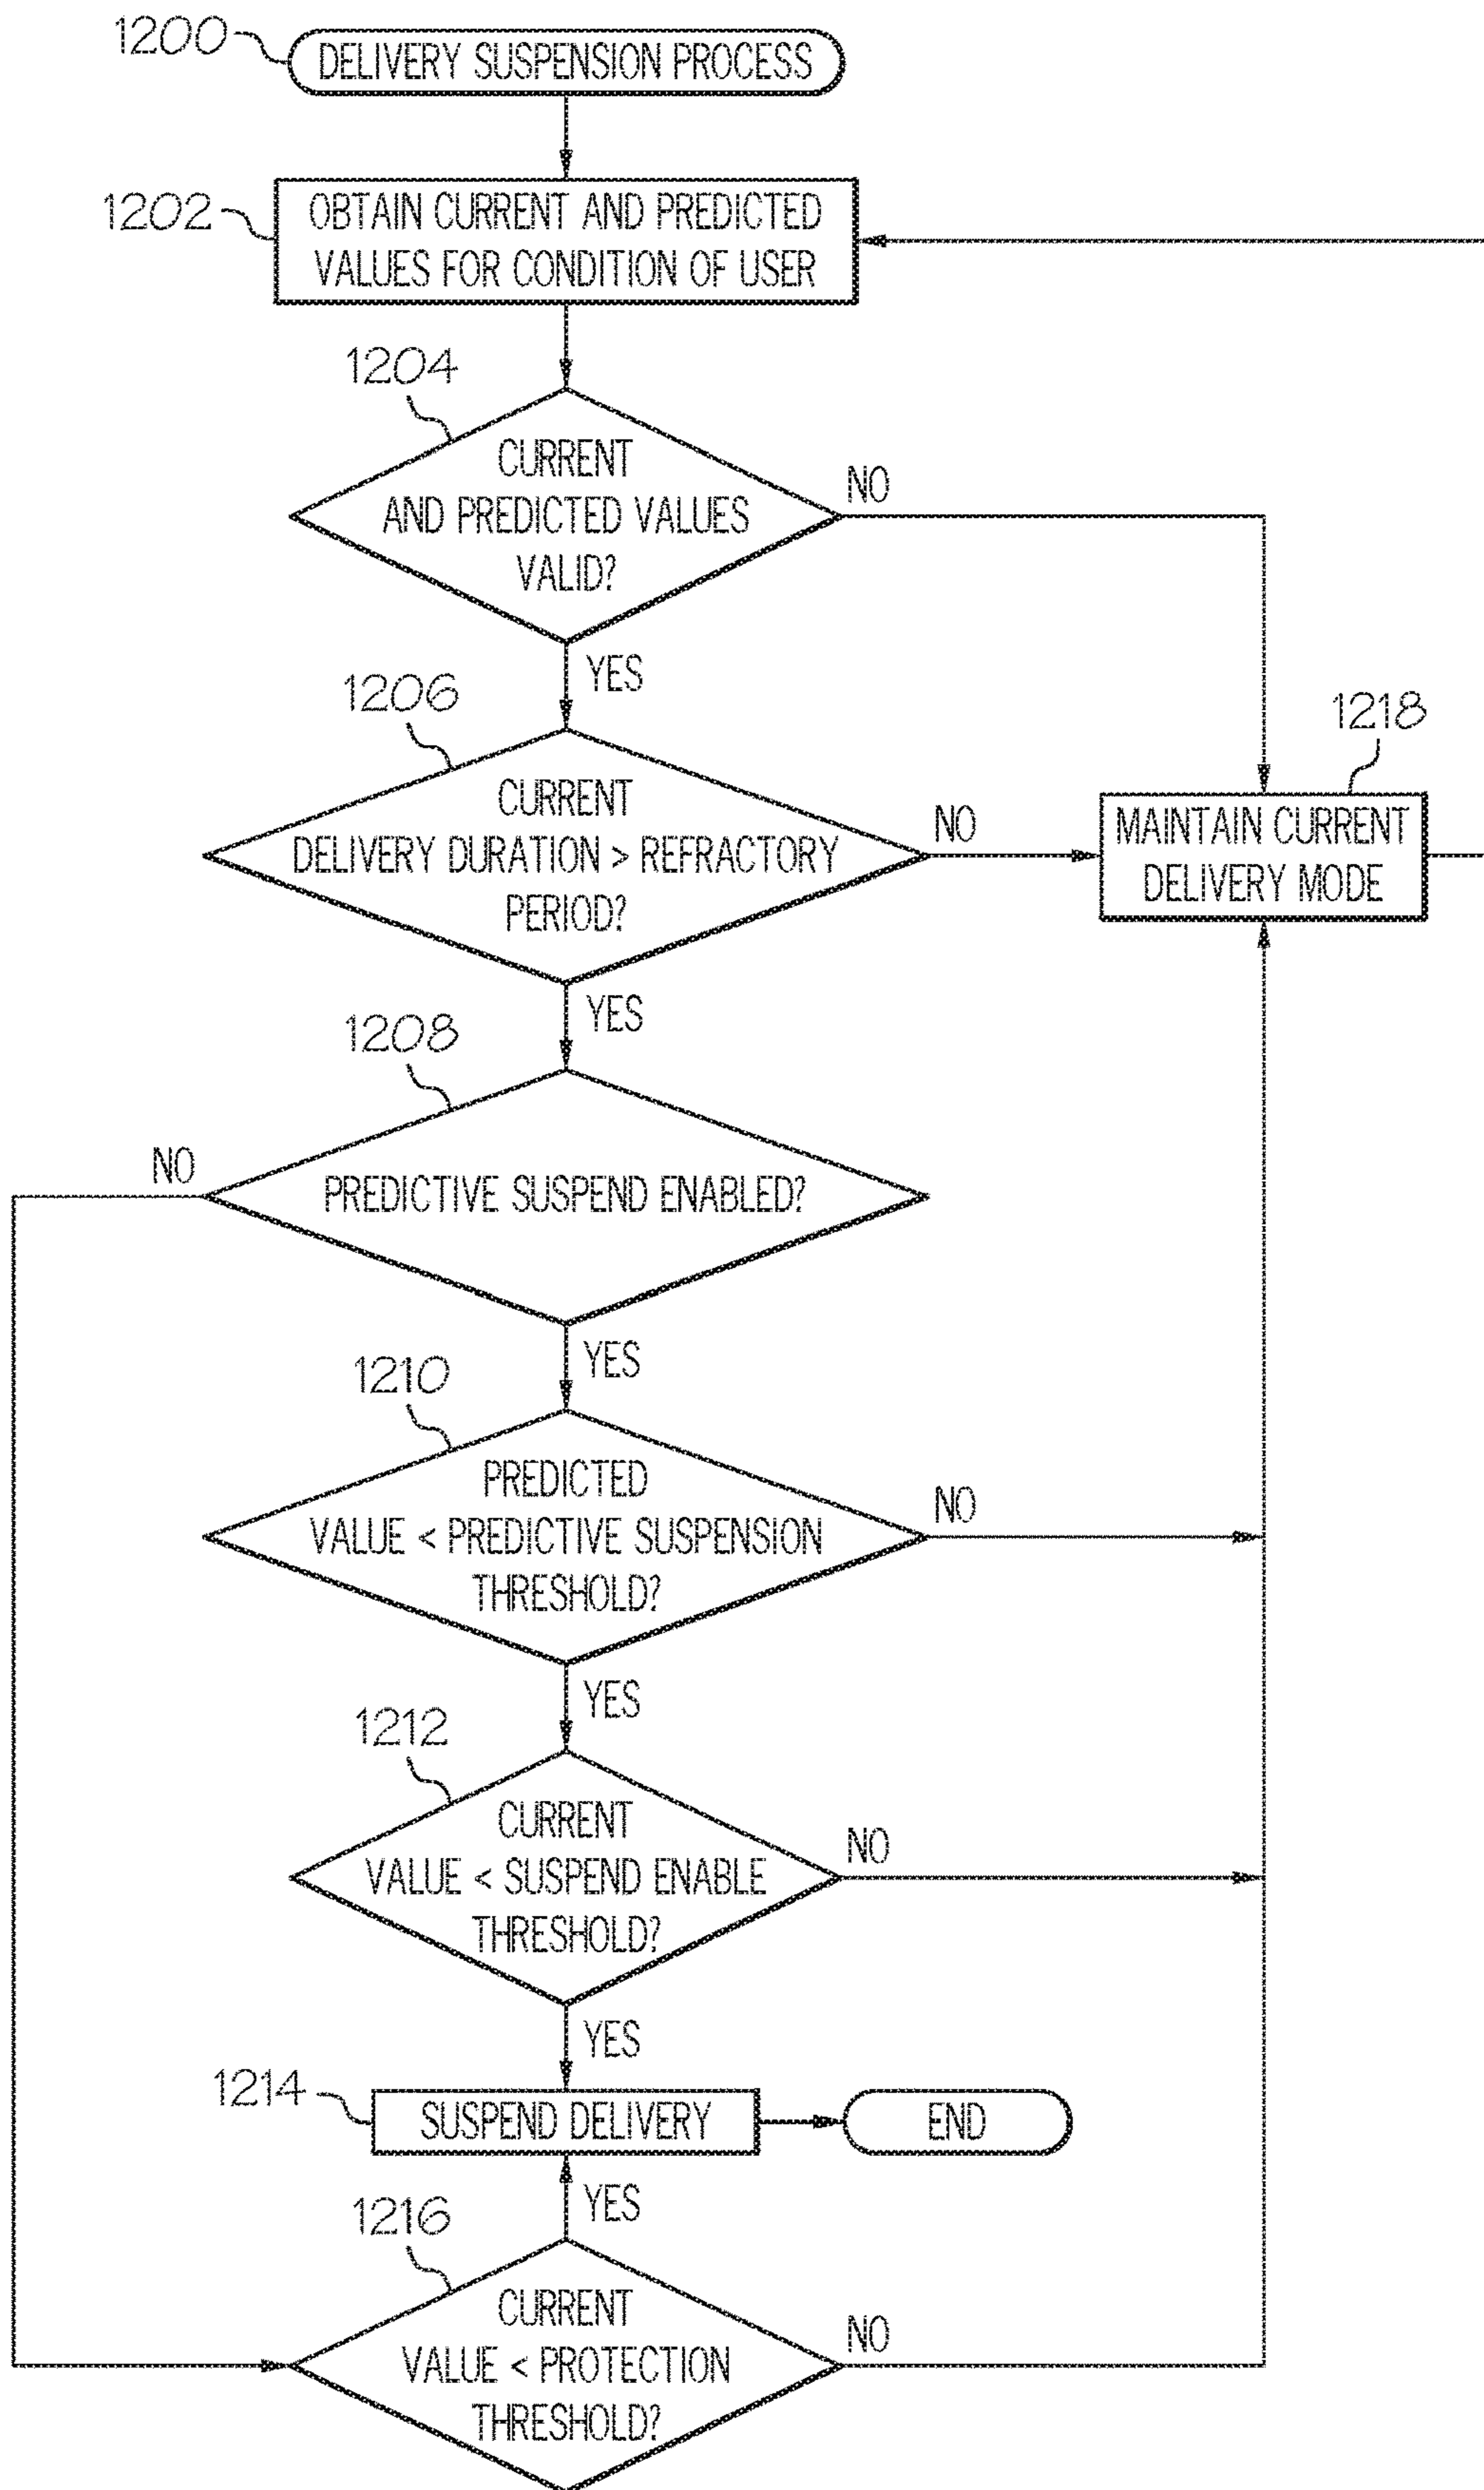 1200
DELIVERY SUSPENSION PROCESS
1202
OBTAIN CURRENT AND PREDICTED
VALUES FOR CONDITION OF USER
1204
CURRENT
AND PREDICTED VALUES
VALID?
NO
YES
1206
CURRENT
DELIVERY DURATION > REFRACTORY
PERIOD?
NO
1218
MAINTAIN CURRENT
DELIVERY MODE
YES
1208
NO
PREDICTIVE SUSPEND ENABLED?
YES
1210
PREDICTED
VALUE < PREDICTIVE SUSPENSION
THRESHOLD?
NO
YES
1212
CURRENT
VALUE < SUSPEND ENABLE
THRESHOLD?
NO
YES
1214
SUSPEND DELIVERY
END
YES
1216
CURRENT
VALUE < PROTECTION
THRESHOLD?
NO